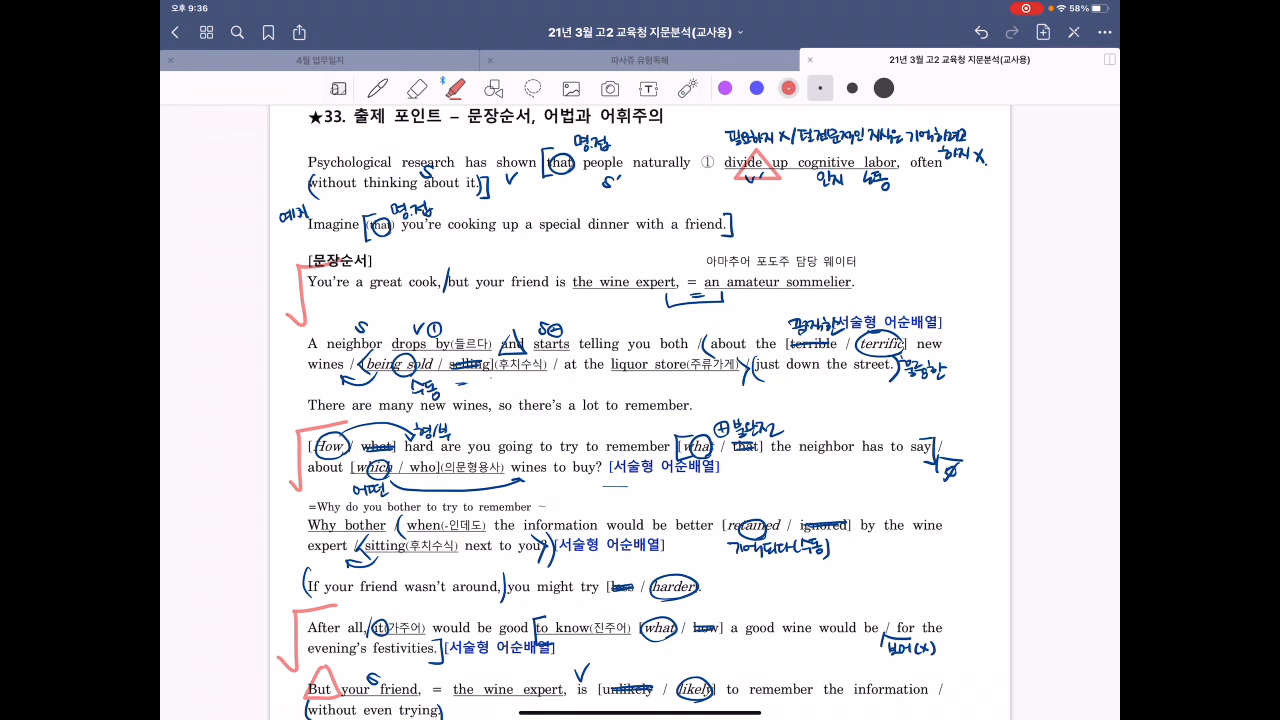 오후 9:36
58%
21년 3월 고2 교육청 지문분석(교사용)
4월 업무일지
파사쥬 유형독해
21년 3월 고2 교육청 지문분석(교사용)
★33. 출제 포인트 – 문장순서, 어법과 어휘주의
명.접
필요하지 x / 덜 전문적인 지식은 기억하려고
하지 x.
Psychological research has shown [that people naturally ① divide up cognitive labor, often
S V S' V' 인지 노동
(without thinking about it.)]
예시
명.접
Imagine [(that) you're cooking up a special dinner with a friend.]
[문장순서]
아마추어 포도주 담당 웨이터
You're a great cook, / but your friend is the wine expert, = an amateur sommelier.
=
[서술형 어순배열]
S V① V②
A neighbor drops by(들르다) and starts telling you both / (about the [terrible / terrific] new
wines / <being sold / selling](후치수식) / at the liquor store(주류가게)> / (just down the street.) 훌륭한
수동
There are many new wines, so there's a lot to remember.
형/부
+ 불완전
[How / what] hard are you going to try to remember [what / that] the neighbor has to say /
about [which / who](의문형용사) wines to buy? [서술형 어순배열]
어떤
=Why do you bother to try to remember ~
Why bother / (when(-인데도) the information would be better [retained / ignored] by the wine
expert / <sitting(후치수식) next to you?>) [서술형 어순배열]
기억되다(수동)
(If your friend wasn't around,) you might try [less / harder].
After all, / it(가주어) would be good [to know(진주어) [what / how] a good wine would be / for the
evening's festivities.] [서술형 어순배열]
보어(x)
S V
But your friend, = the wine expert, is [unlikely / likely] to remember the information /
(without even trying)